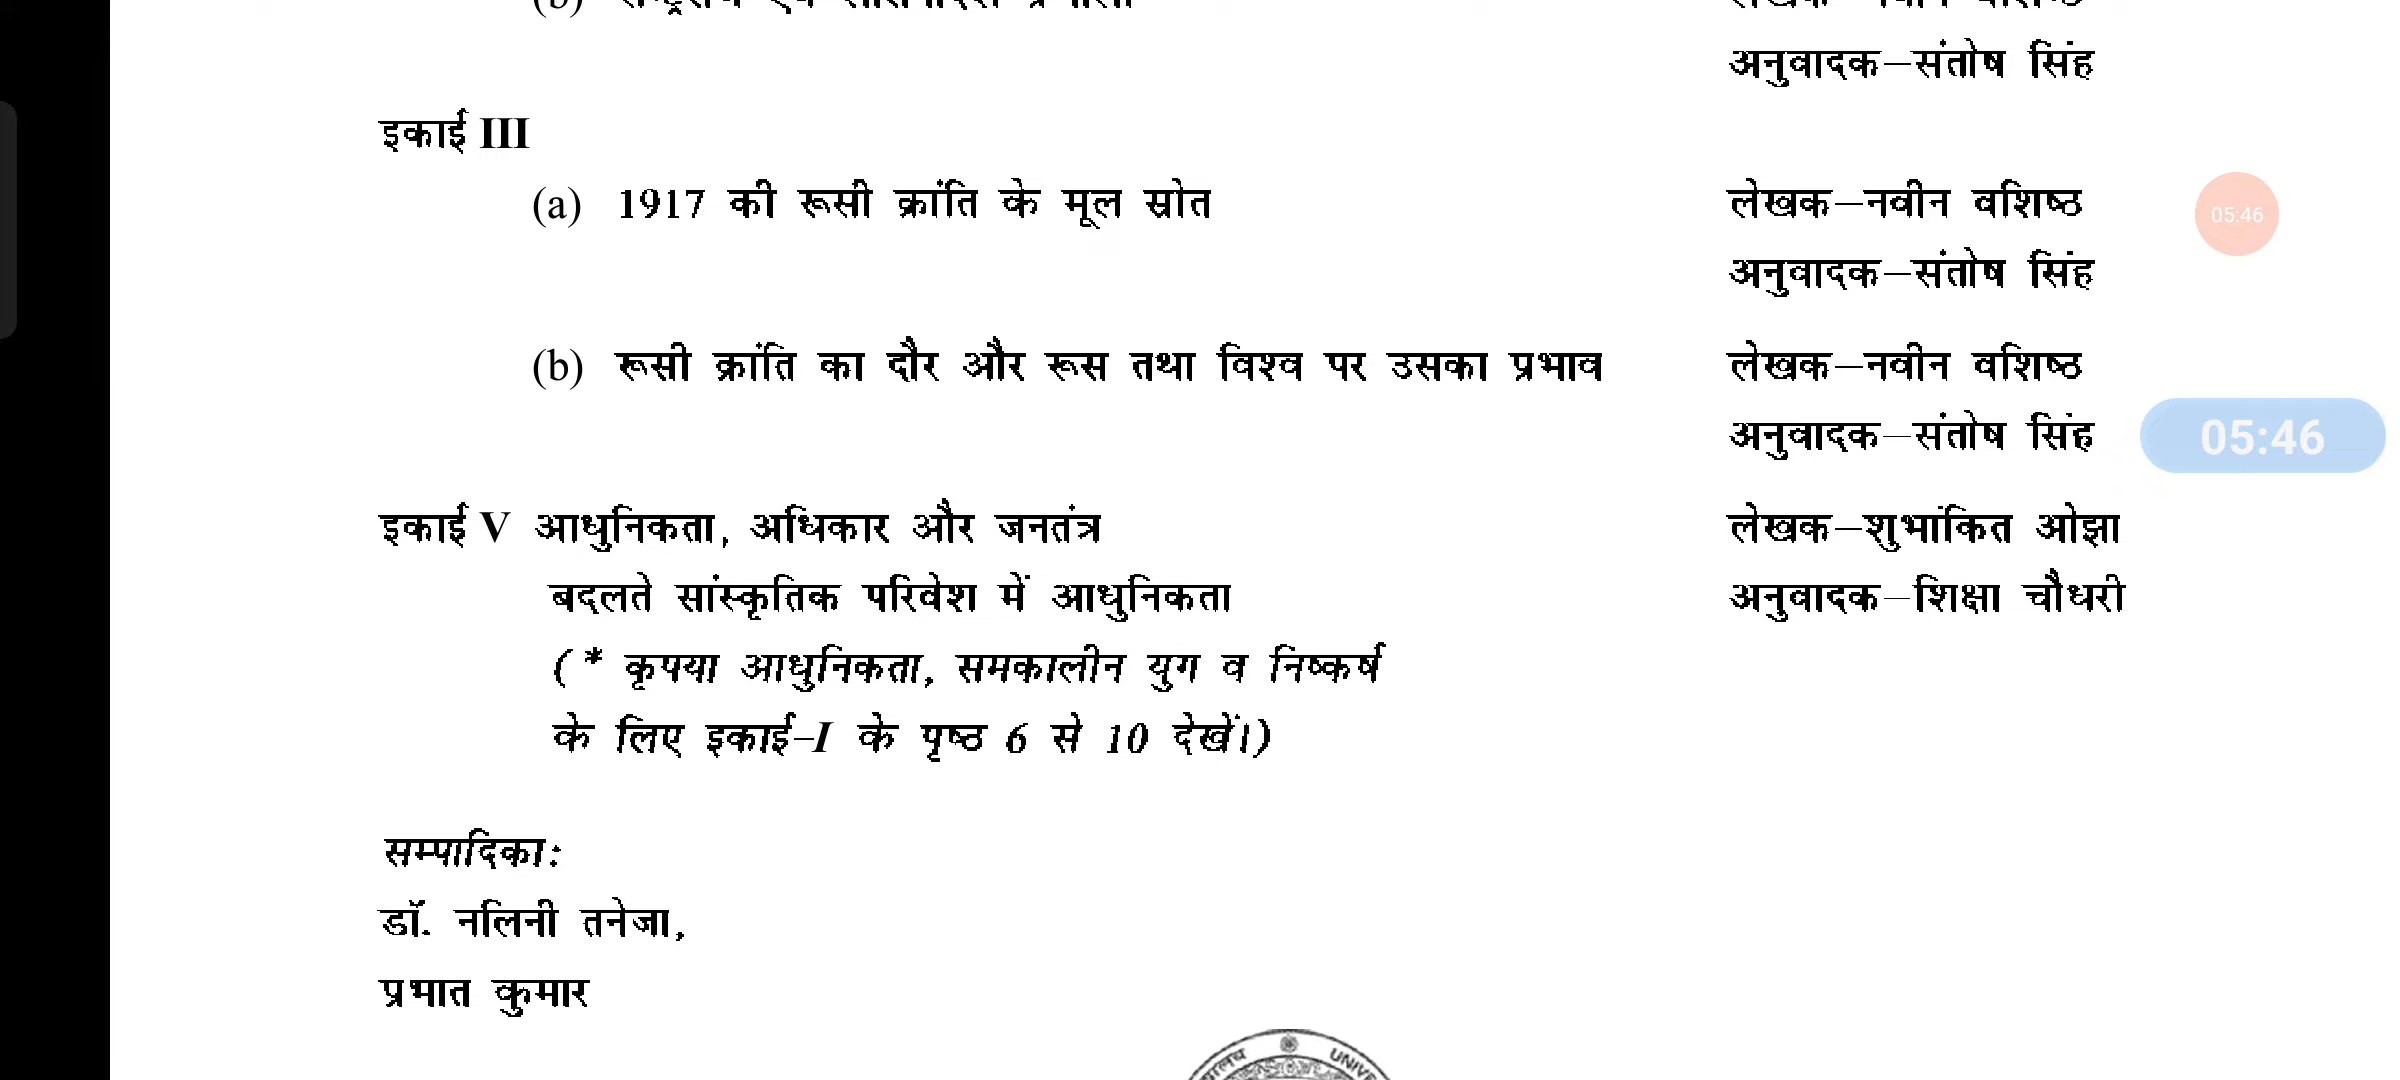 अनुवादक–संतोष सिंह
इकाई III
(a) 1917 की रूसी क्रांति के मूल स्रोत लेखक–नवीन वशिष्ठ
05:46
अनुवादक–संतोष सिंह
(b) रूसी क्रांति का दौर और रूस तथा विश्व पर उसका प्रभाव लेखक–नवीन वशिष्ठ
अनुवादक–संतोष सिंह
05:46
इकाई V आधुनिकता, अधिकार और जनतंत्र लेखक–शुभांकित ओझा
बदलते सांस्कृतिक परिवेश में आधुनिकता अनुवादक–शिक्षा चौधरी
(* कृपया आधुनिकता, समकालीन युग व निष्कर्ष
के लिए इकाई-I के पृष्ठ 6 से 10 देखें।)
सम्पादिकाः
डॉ. नलिनी तनेजा,
प्रभात कुमार